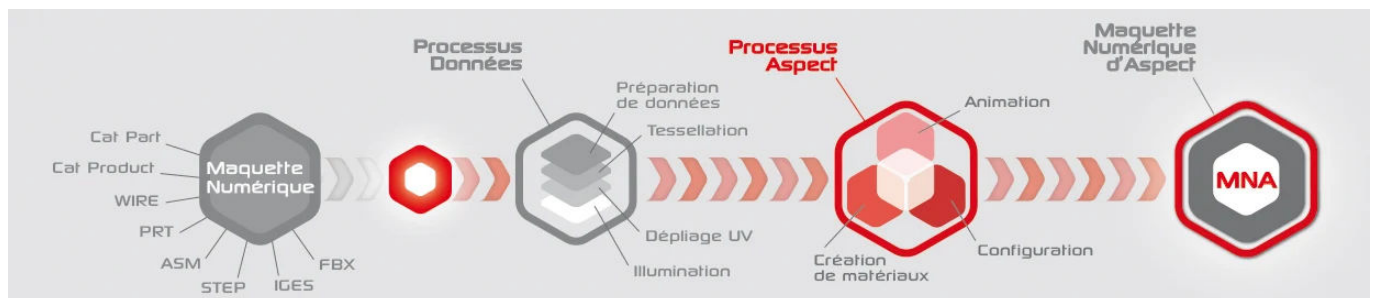 Cat Part
Cat Product
WIRE
PRT
ASM
STEP
IGES
FBX
Maquette
Numérique
Processus
Données
Préparation
de données
Tessellation
Dépliage UV
Illumination
Processus
Aspect
Animation
Création
de matériaux
Configuration
Maquette
Numérique
d'Aspect
MNA